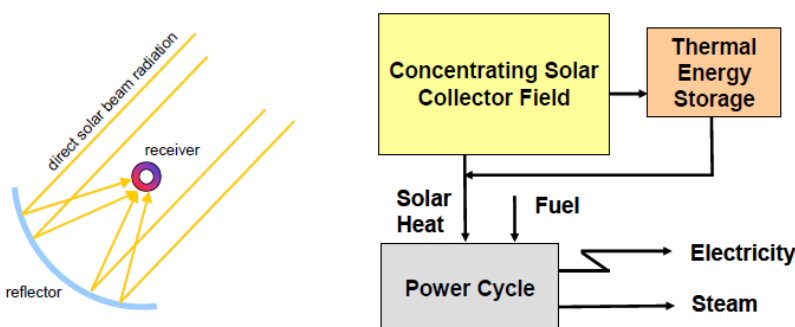 direct solar beam radiation
receiver
reflector
Concentrating Solar
Collector Field
Thermal
Energy
Storage
Solar
Heat
Fuel
Power Cycle
Electricity
Steam